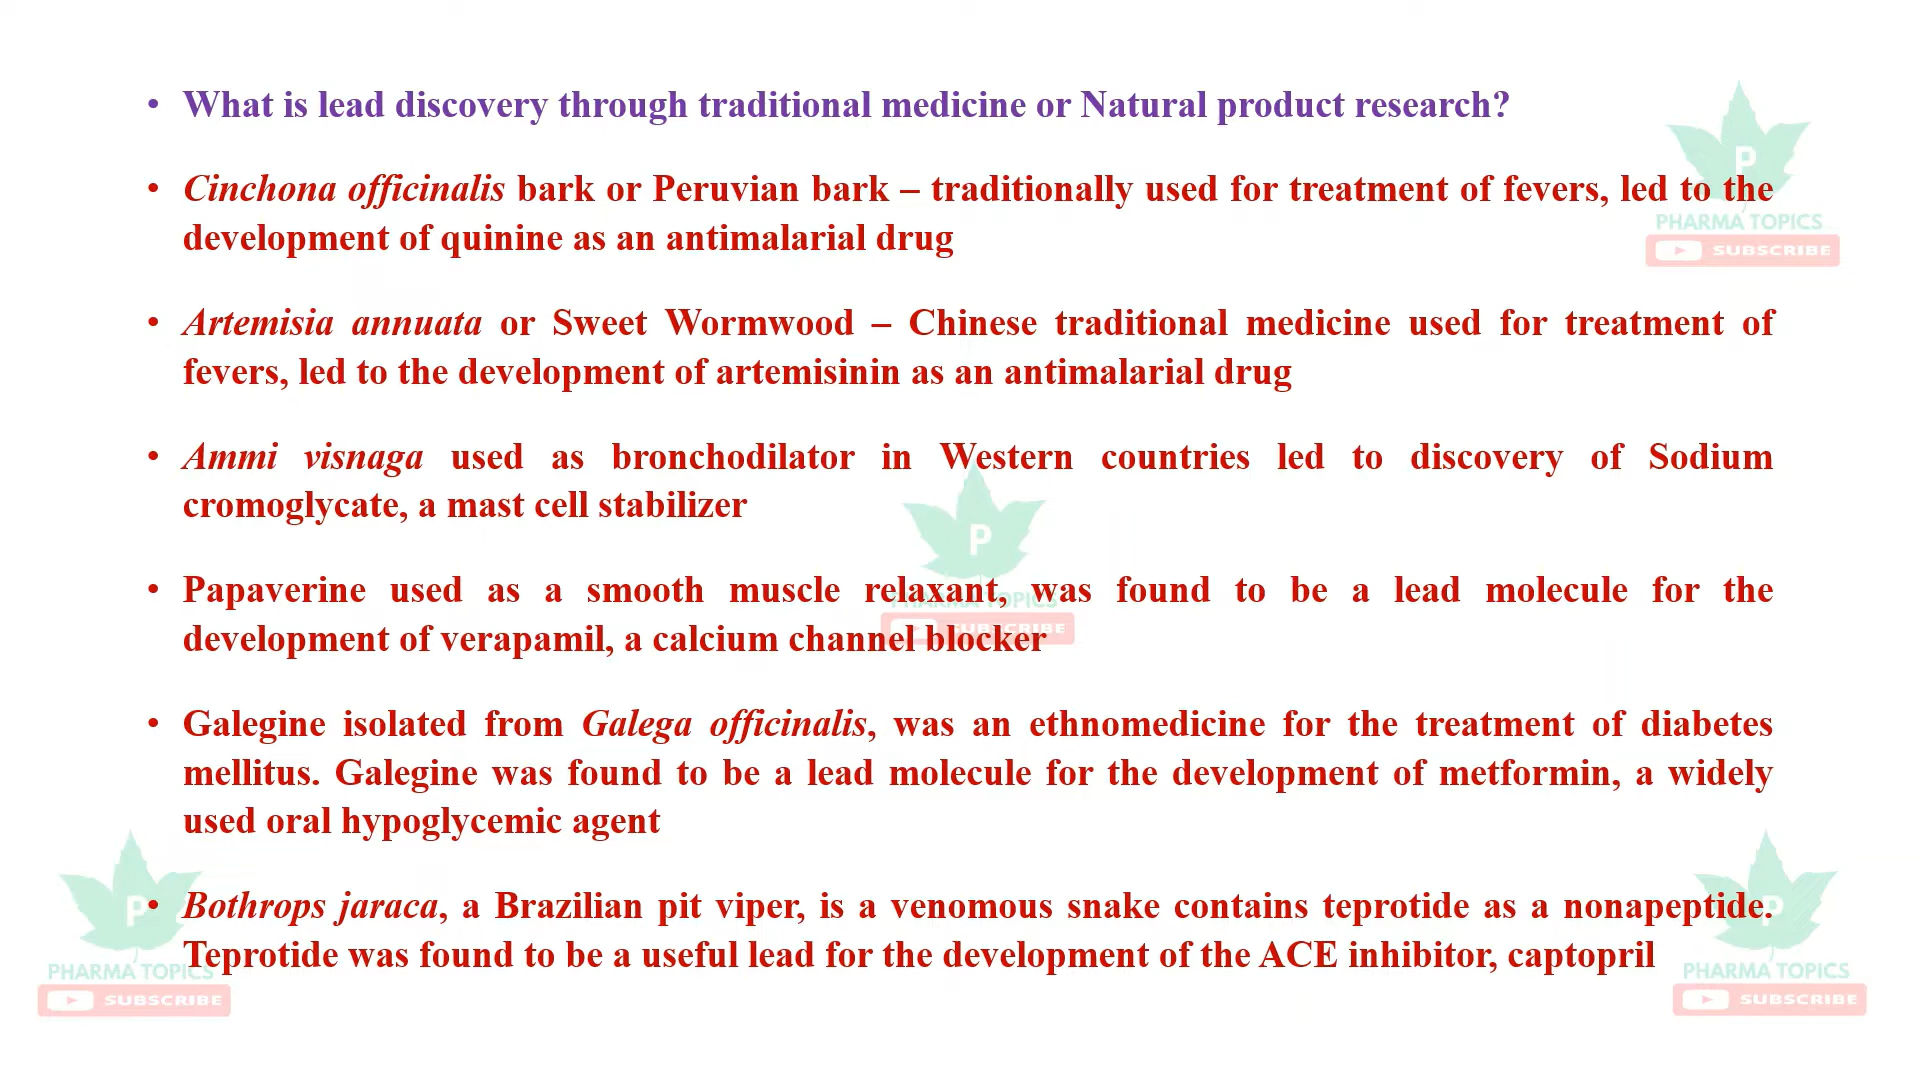 • What is lead discovery through traditional medicine or Natural product research?
• Cinchona officinalis bark or Peruvian bark – traditionally used for treatment of fevers, led to the
development of quinine as an antimalarial drug
• Artemisia annuata or Sweet Wormwood – Chinese traditional medicine used for treatment of
fevers, led to the development of artemisinin as an antimalarial drug
• Ammi visnaga used as bronchodilator in Western countries led to discovery of Sodium
cromoglycate, a mast cell stabilizer
• Papaverine used as a smooth muscle relaxant, was found to be a lead molecule for the
development of verapamil, a calcium channel blocker
• Galegine isolated from Galega officinalis, was an ethnomedicine for the treatment of diabetes
mellitus. Galegine was found to be a lead molecule for the development of metformin, a widely
used oral hypoglycemic agent
• Bothrops jaraca, a Brazilian pit viper, is a venomous snake contains teprotide as a nonapeptide.
Teprotide was found to be a useful lead for the development of the ACE inhibitor, captopril
P
PHARMA TOPICS
SUBSCRIBE
P
PHARMA TOPICS
SUBSCRIBE
P
PHARMA TOPICS
SUBSCRIBE
P
PHARMA TOPICS
SUBSCRIBE